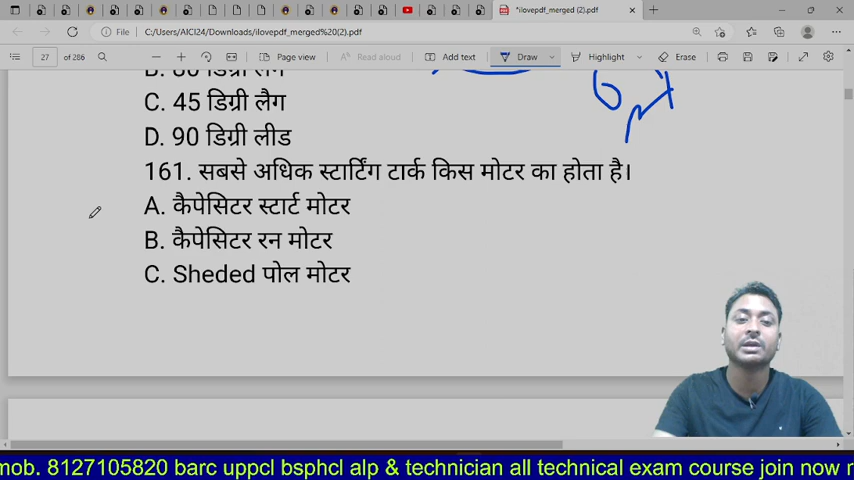 *ilovepdf_merged (2).pdf
File | C:/Users/AICI24/Downloads/ilovepdf_merged%20(2).pdf
27 of 286
Page view
Read aloud
Add text
Draw
Highlight
Erase
C. 45 डिग्री लैग
D. 90 डिग्री लीड
161. सबसे अधिक स्टार्टिंग टार्क किस मोटर का होता है।
A. कैपेसिटर स्टार्ट मोटर
B. कैपेसिटर रन मोटर
C. Sheded पोल मोटर
mob. 8127105820 barc uppcl bsphcl alp & technician all technical exam course join now